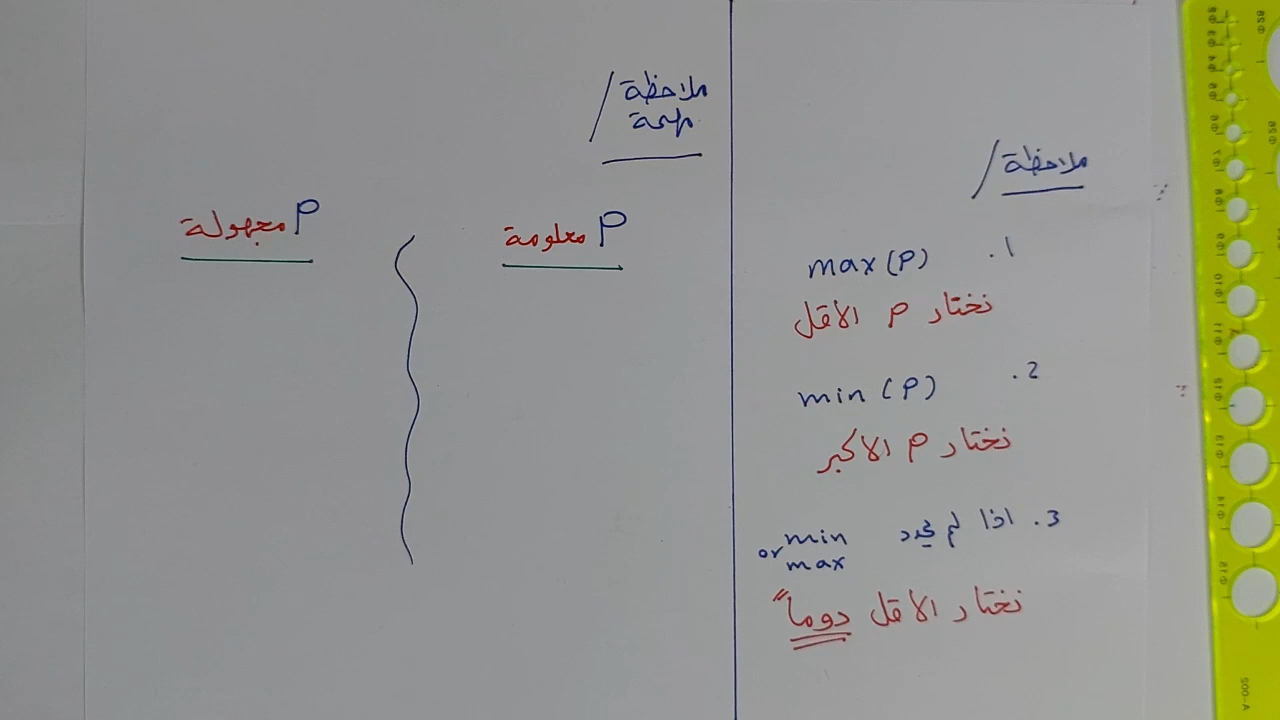 ملاحظة /
max (P) .1
نختار P الاقل
min (P) .2
نختار P الاكبر
3. اذا لم يحدد min or max
نختار الاقل دوماً
ملاحظة /
مهمة
P معلومة
P مجهولة